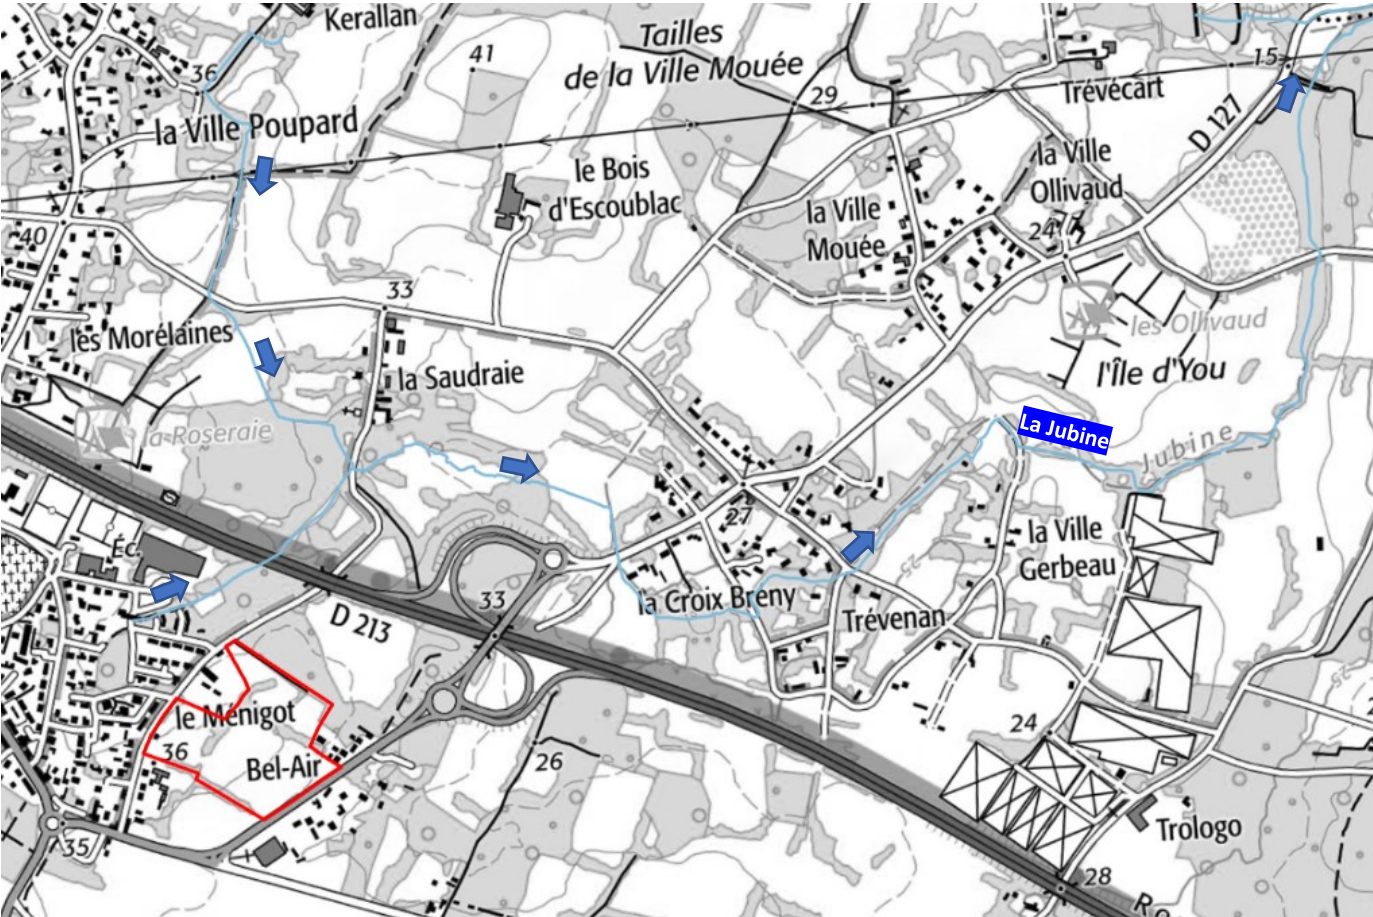 Kerallan
41
Tailles
de la Ville Mouée
15
36
29
Trévécart
la Ville Poupard
D 127
le Bois
d'Escoublac
la Ville
Ollivaud
la Ville
Mouée
24
40
33
les Morélaines
les Ollivaud
l'Île d'You
la Saudraie
la Roseraie
La Jubine
Jubine
27
la Ville
Gerbeau
Éc.
St
33
la Croix Breny
D 213
Trévenan
St
le Ménigot
36
Bel-Air
26
24
35
Trologo
28